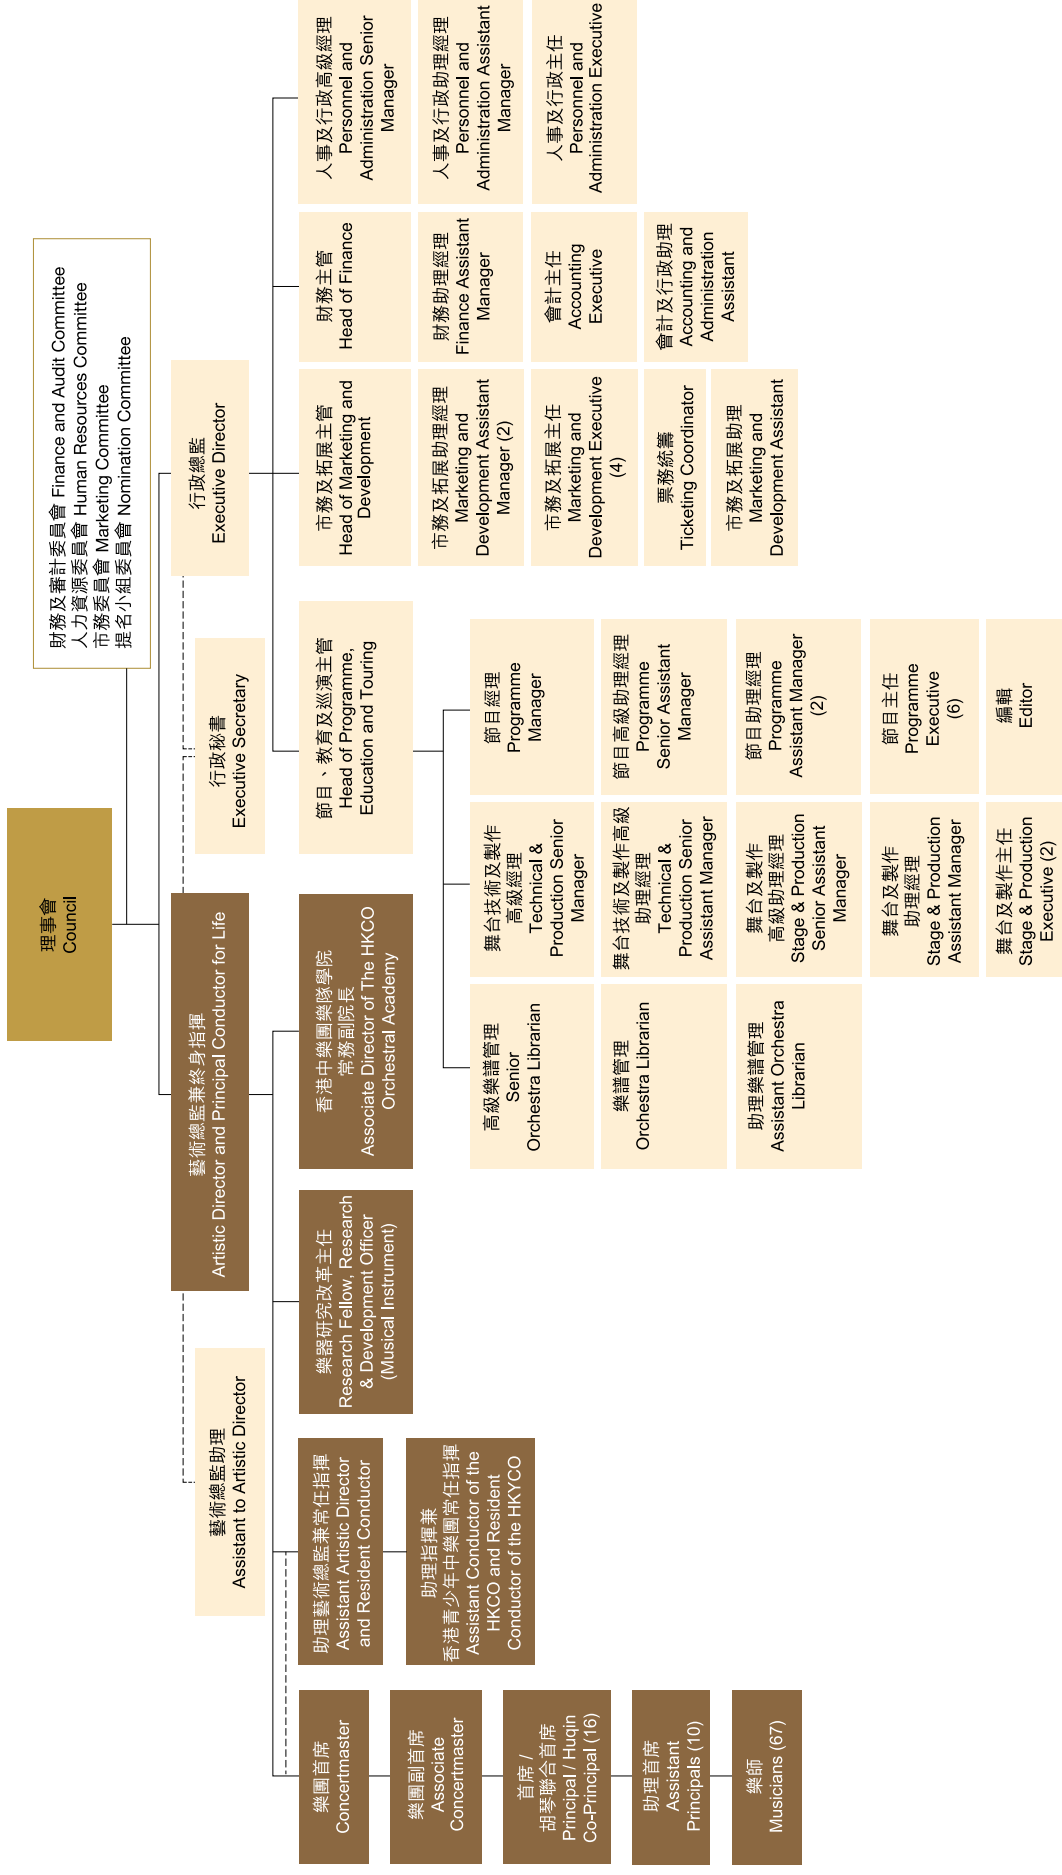 理事會
Council
財務及審計委員會 Finance and Audit Committee
人力資源委員會 Human Resources Committee
市務委員會 Marketing Committee
提名小組委員會 Nomination Committee
藝術總監兼終身指揮
Artistic Director and Principal Conductor for Life
行政總監
Executive Director
藝術總監助理
Assistant to Artistic Director
行政秘書
Executive Secretary
樂團首席
Concertmaster
樂團副首席
Associate
Concertmaster
首席 /
胡琴聯合首席
Principal / Huqin
Co-Principal (16)
助理首席
Assistant
Principals (10)
樂師
Musicians (67)
助理藝術總監兼常任指揮
Assistant Artistic Director
and Resident Conductor
助理指揮兼
香港青少年中樂團常任指揮
Assistant Conductor of the
HKCO and Resident
Conductor of the HKYCO
樂器研究改革主任
Research Fellow, Research
& Development Officer
(Musical Instrument)
香港中樂團樂隊學院
常務副院長
Associate Director of The HKCO
Orchestral Academy
節目、教育及巡演主管
Head of Programme,
Education and Touring
高級樂譜管理
Senior
Orchestra Librarian
樂譜管理
Orchestra Librarian
助理樂譜管理
Assistant Orchestra
Librarian
舞台技術及製作
高級經理
Technical &
Production Senior
Manager
舞台技術及製作高級
助理經理
Technical &
Production Senior
Assistant Manager
舞台及製作
高級助理經理
Stage & Production
Senior Assistant
Manager
舞台及製作
助理經理
Stage & Production
Assistant Manager
舞台及製作主任
Stage & Production
Executive (2)
節目經理
Programme
Manager
節目高級助理經理
Programme
Senior Assistant
Manager
節目助理經理
Programme
Assistant Manager
(2)
節目主任
Programme
Executive
(6)
編輯
Editor
市務及拓展主管
Head of Marketing and
Development
市務及拓展助理經理
Marketing and
Development Assistant
Manager (2)
市務及拓展主任
Marketing and
Development Executive
(4)
票務統籌
Ticketing Coordinator
市務及拓展助理
Marketing and
Development Assistant
財務主管
Head of Finance
財務助理經理
Finance Assistant
Manager
會計主任
Accounting
Executive
會計及行政助理
Accounting and
Administration
Assistant
人事及行政高級經理
Personnel and
Administration Senior
Manager
人事及行政助理經理
Personnel and
Administration Assistant
Manager
人事及行政主任
Personnel and
Administration Executive